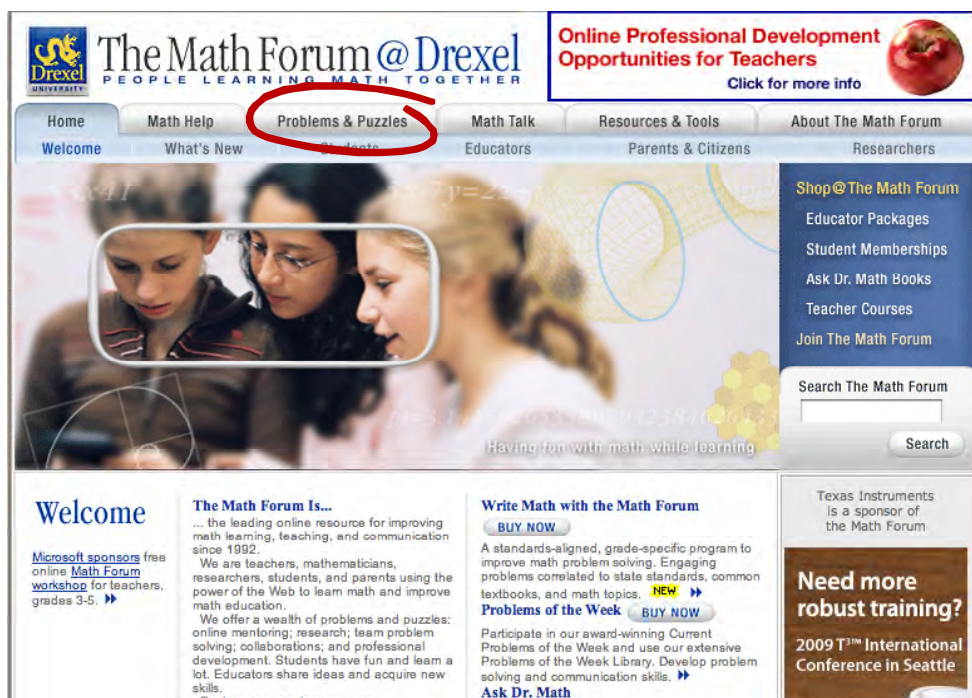 Drexel
UNIVERSITY
The Math Forum @ Drexel
PEOPLE LEARNING MATH TOGETHER
Online Professional Development
Opportunities for Teachers
Click for more info
Home Math Help Problems & Puzzles Math Talk Resources & Tools About The Math Forum
Welcome What's New Students Educators Parents & Citizens Researchers
Shop@The Math Forum
Educator Packages
Student Memberships
Ask Dr. Math Books
Teacher Courses
Join The Math Forum
Search The Math Forum
Search
Having fun with math while learning
Welcome
Microsoft sponsors free
online Math Forum
workshop for teachers,
grades 3-5.
The Math Forum Is...
... the leading online resource for improving
math learning, teaching, and communication
since 1992.
We are teachers, mathematicians,
researchers, students, and parents using the
power of the Web to learn math and improve
math education.
We offer a wealth of problems and puzzles:
online mentoring; research; team problem
solving; collaborations; and professional
development. Students have fun and learn a
lot. Educators share ideas and acquire new
skills.
Write Math with the Math Forum
BUY NOW
A standards-aligned, grade-specific program to
improve math problem solving. Engaging
problems correlated to state standards, common
textbooks, and math topics. NEW
Problems of the Week BUY NOW
Participate in our award-winning Current
Problems of the Week and use our extensive
Problems of the Week Library. Develop problem
solving and communication skills.
Ask Dr. Math
Texas Instruments
is a sponsor of
the Math Forum
Need more
robust training?
2009 T³™ International
Conference in Seattle